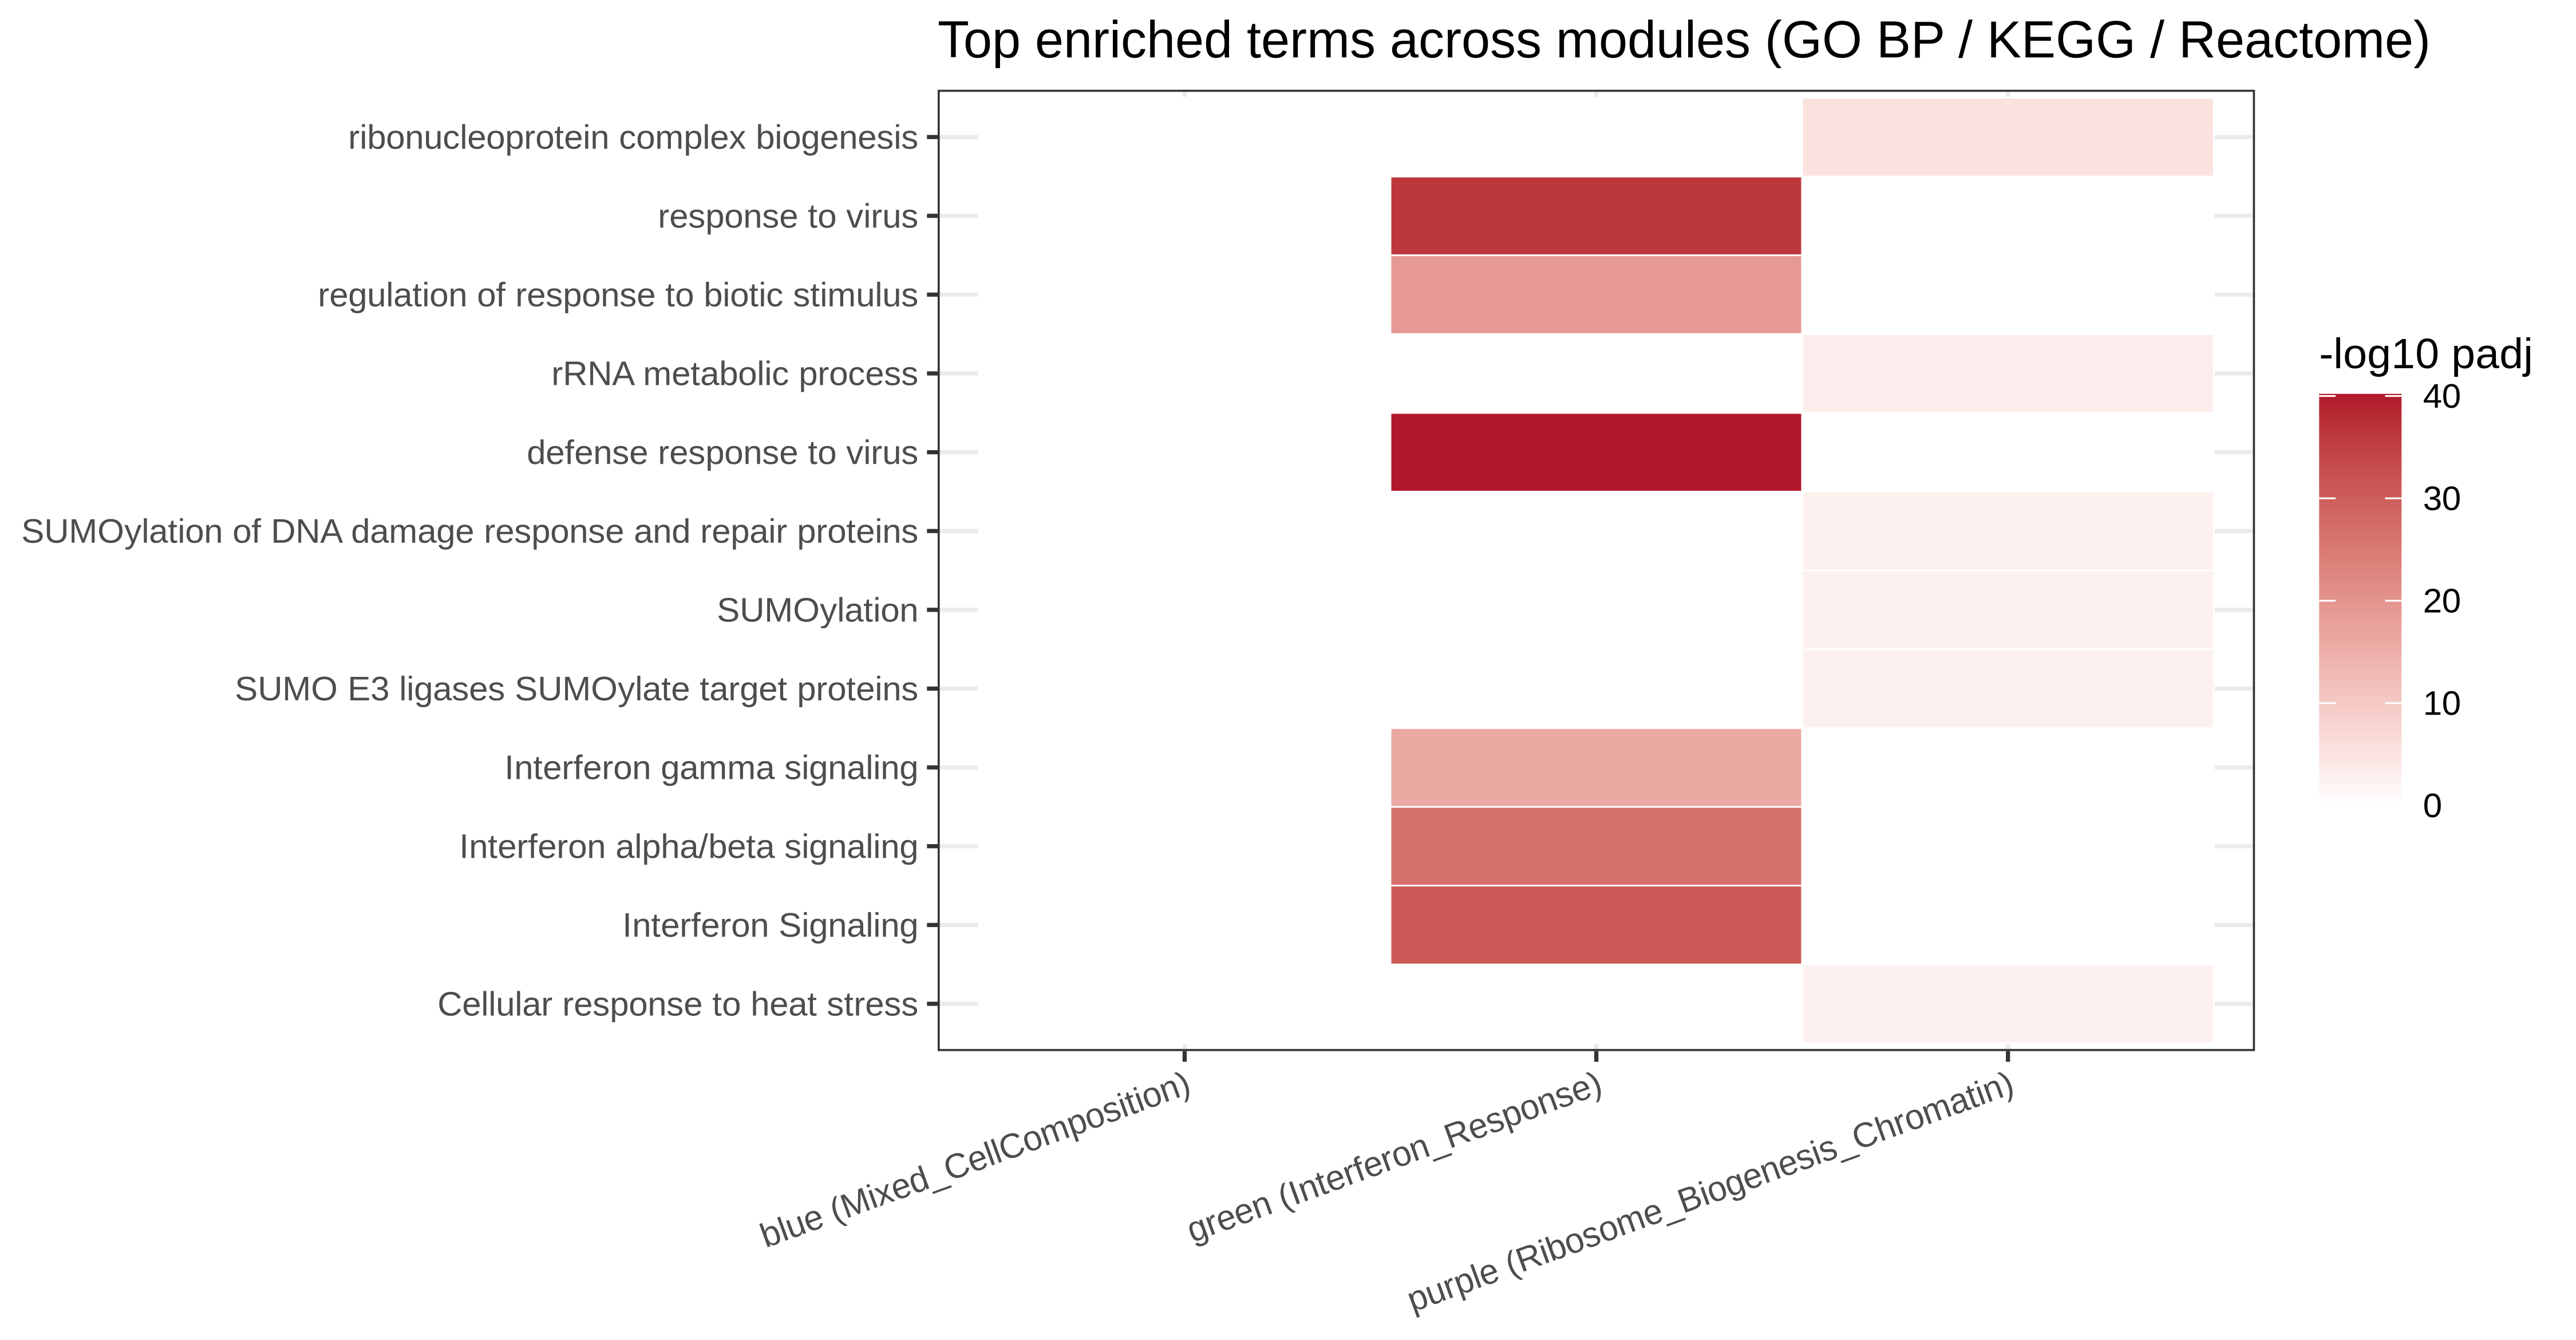 Top enriched terms across modules (GO BP / KEGG / Reactome)
ribonucleoprotein complex biogenesis
response to virus
regulation of response to biotic stimulus
rRNA metabolic process
defense response to virus
SUMOylation of DNA damage response and repair proteins
SUMOylation
SUMO E3 ligases SUMOylate target proteins
Interferon gamma signaling
Interferon alpha/beta signaling
Interferon Signaling
Cellular response to heat stress
blue (Mixed_CellComposition)
green (Interferon_Response)
purple (Ribosome_Biogenesis_Chromatin)
-log10 padj
40
30
20
10
0